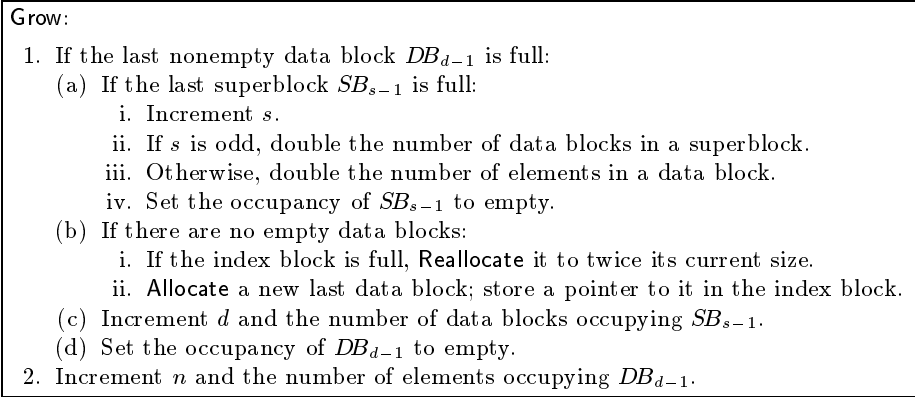 Grow:
1. If the last nonempty data block DB_{d−1} is full:
(a) If the last superblock SB_{s−1} is full:
i. Increment s.
ii. If s is odd, double the number of data blocks in a superblock.
iii. Otherwise, double the number of elements in a data block.
iv. Set the occupancy of SB_{s−1} to empty.
(b) If there are no empty data blocks:
i. If the index block is full, Reallocate it to twice its current size.
ii. Allocate a new last data block; store a pointer to it in the index block.
(c) Increment d and the number of data blocks occupying SB_{s−1}.
(d) Set the occupancy of DB_{d−1} to empty.
2. Increment n and the number of elements occupying DB_{d−1}.